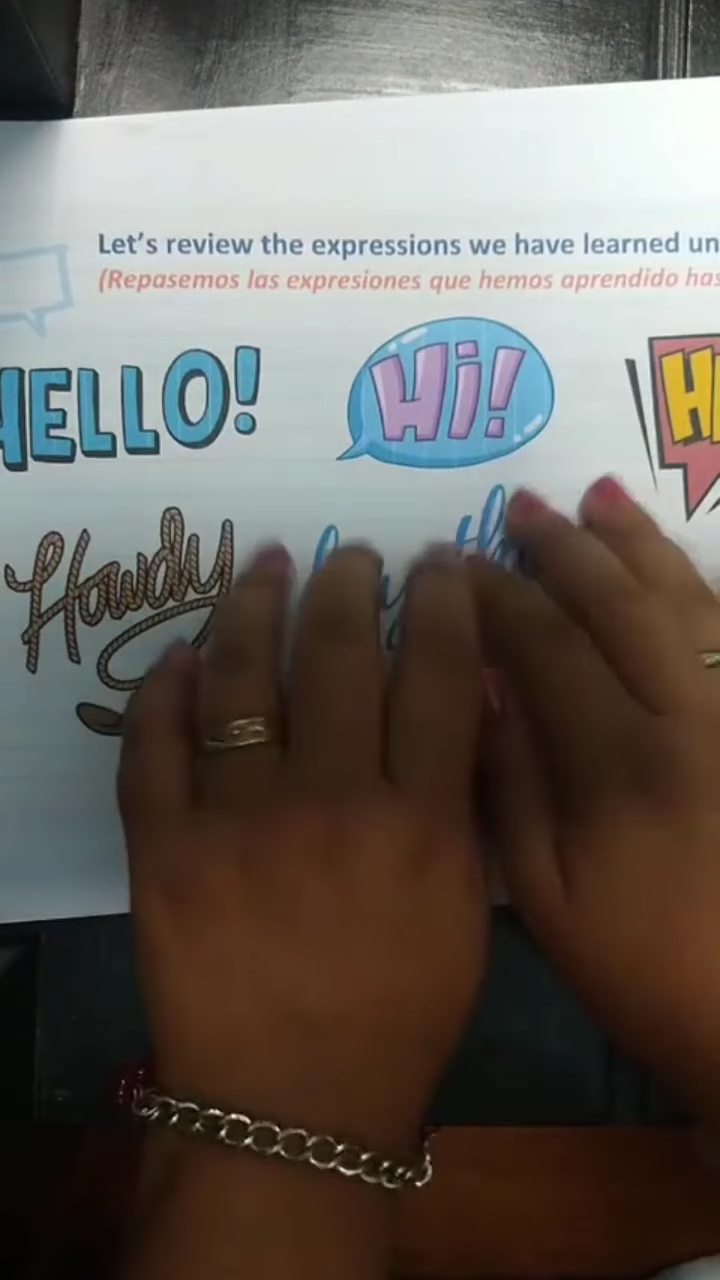 Let's review the expressions we have learned un
(Repasemos las expresiones que hemos aprendido has
HELLO! Hi! H
Howdy